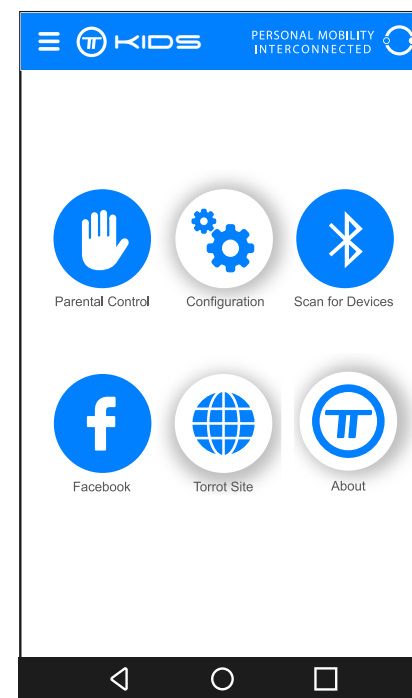 KIDS
PERSONAL MOBILITY
INTERCONNECTED
Parental Control
Configuration
Scan for Devices
Facebook
Torrot Site
About